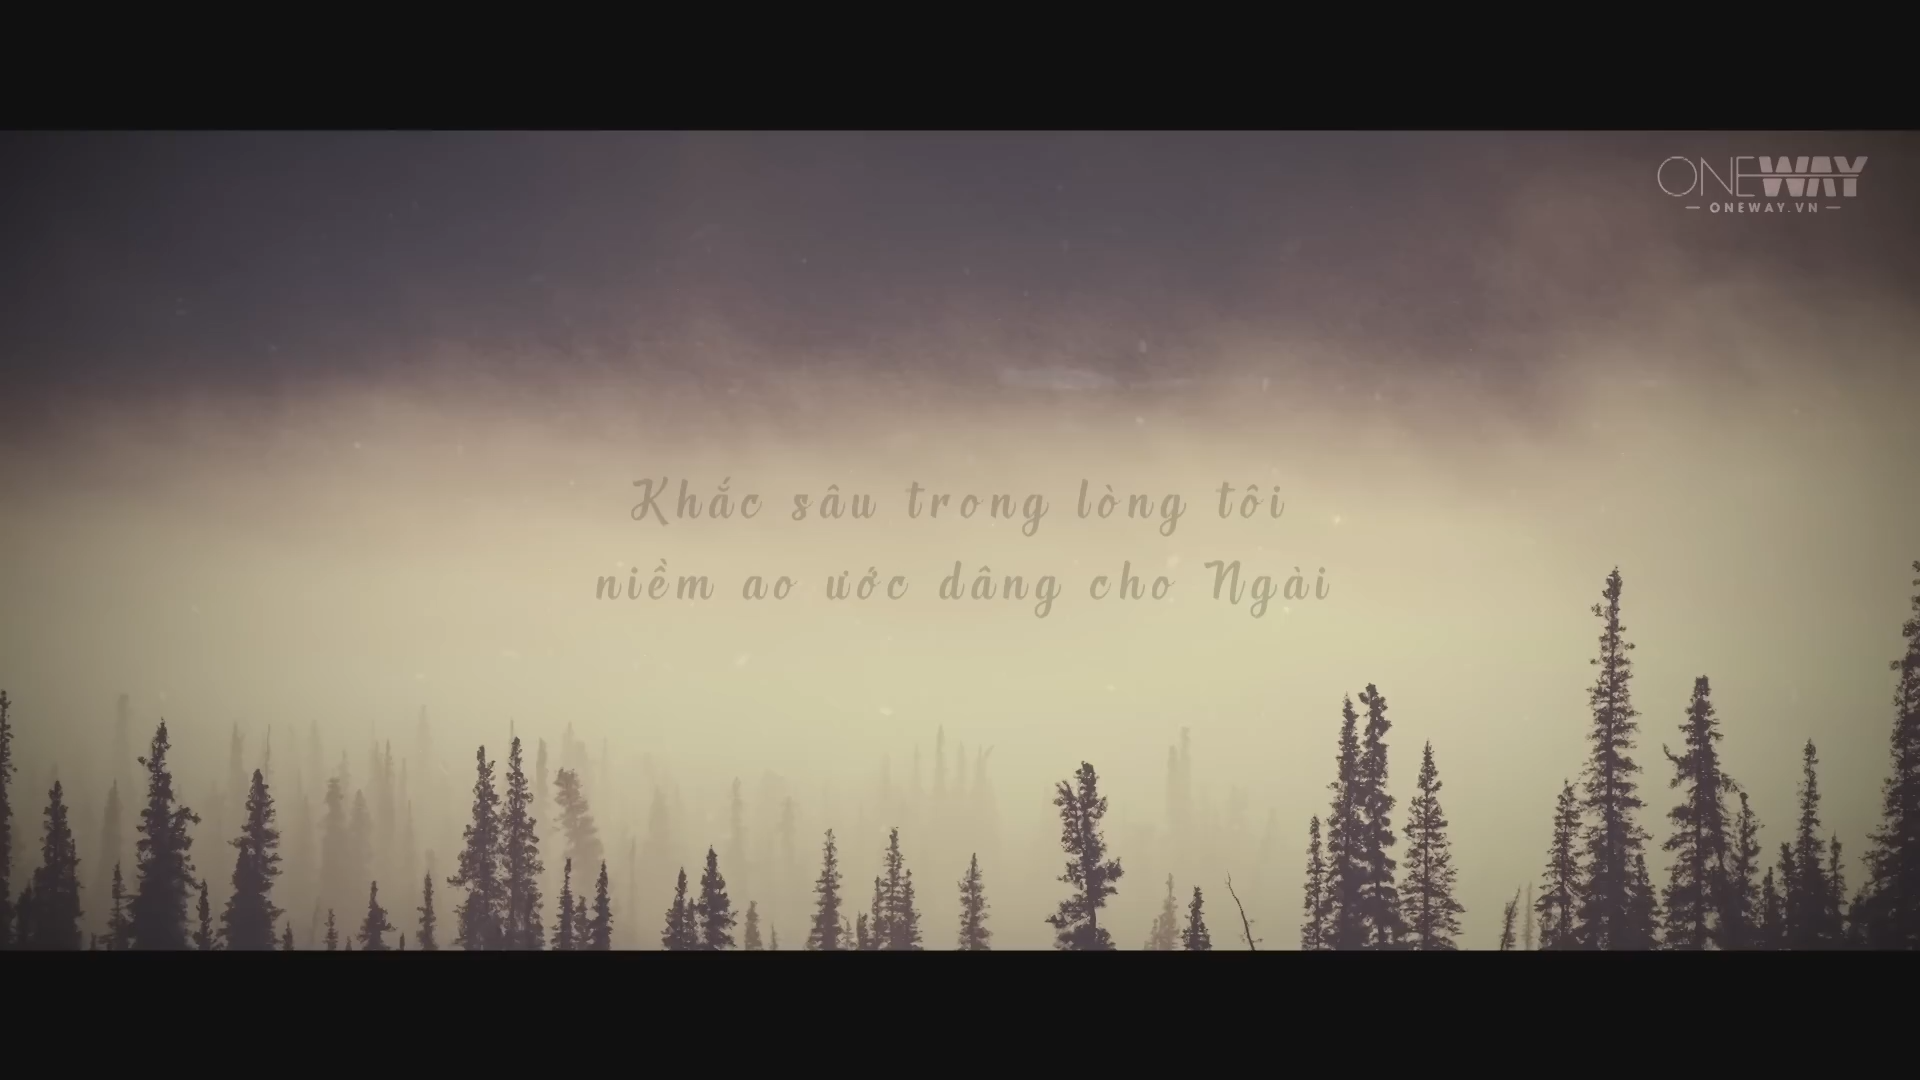 ONEWAY
ONEWAY.VN
Khắc sâu trong lòng tôi
niềm ao ước dâng cho Ngài